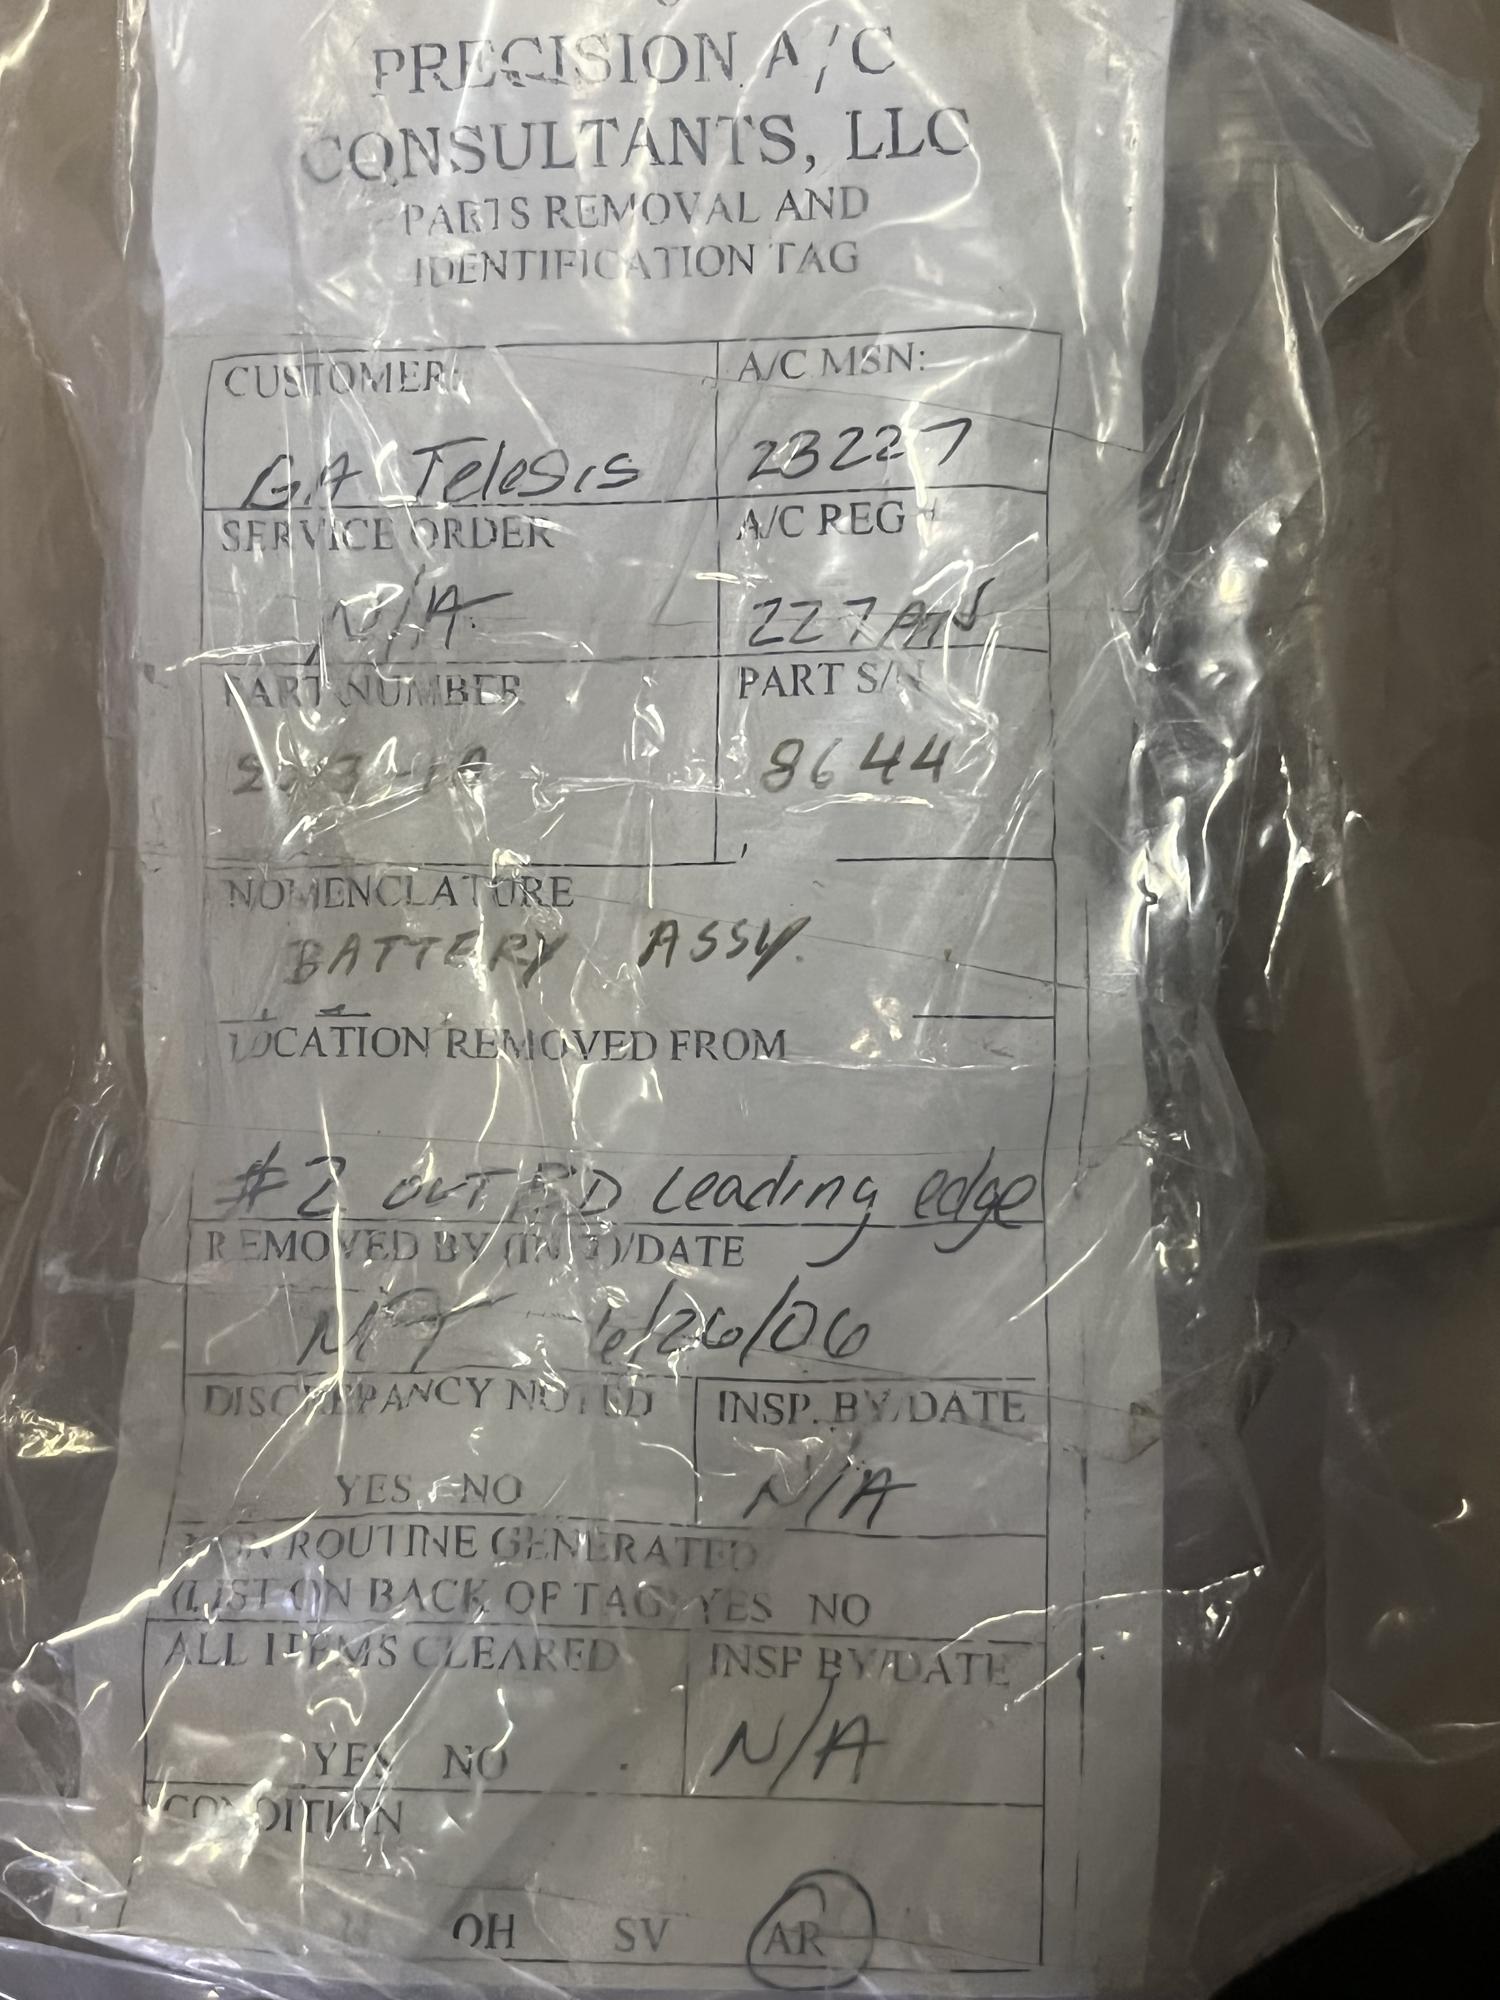 PRECISION A/C
CONSULTANTS, LLC
PARTS REMOVAL AND
IDENTIFICATION TAG
CUSTOMER: A/C MSN:
GA Telesis 23227
SERVICE ORDER A/C REG #
N/A
PART NUMBER PART S/N
8644
NOMENCLATURE
BATTERY ASSY.
LOCATION REMOVED FROM
#2 OUTBD Leading edge
REMOVED BY (INIT)/DATE
6/26/06
DISCREPANCY NOTED INSP. BY/DATE
YES NO N/A
NON ROUTINE GENERATED
(LIST ON BACK OF TAG) YES NO
ALL ITEMS CLEARED INSP BY/DATE
YES NO N/A
CONDITION
OH SV AR